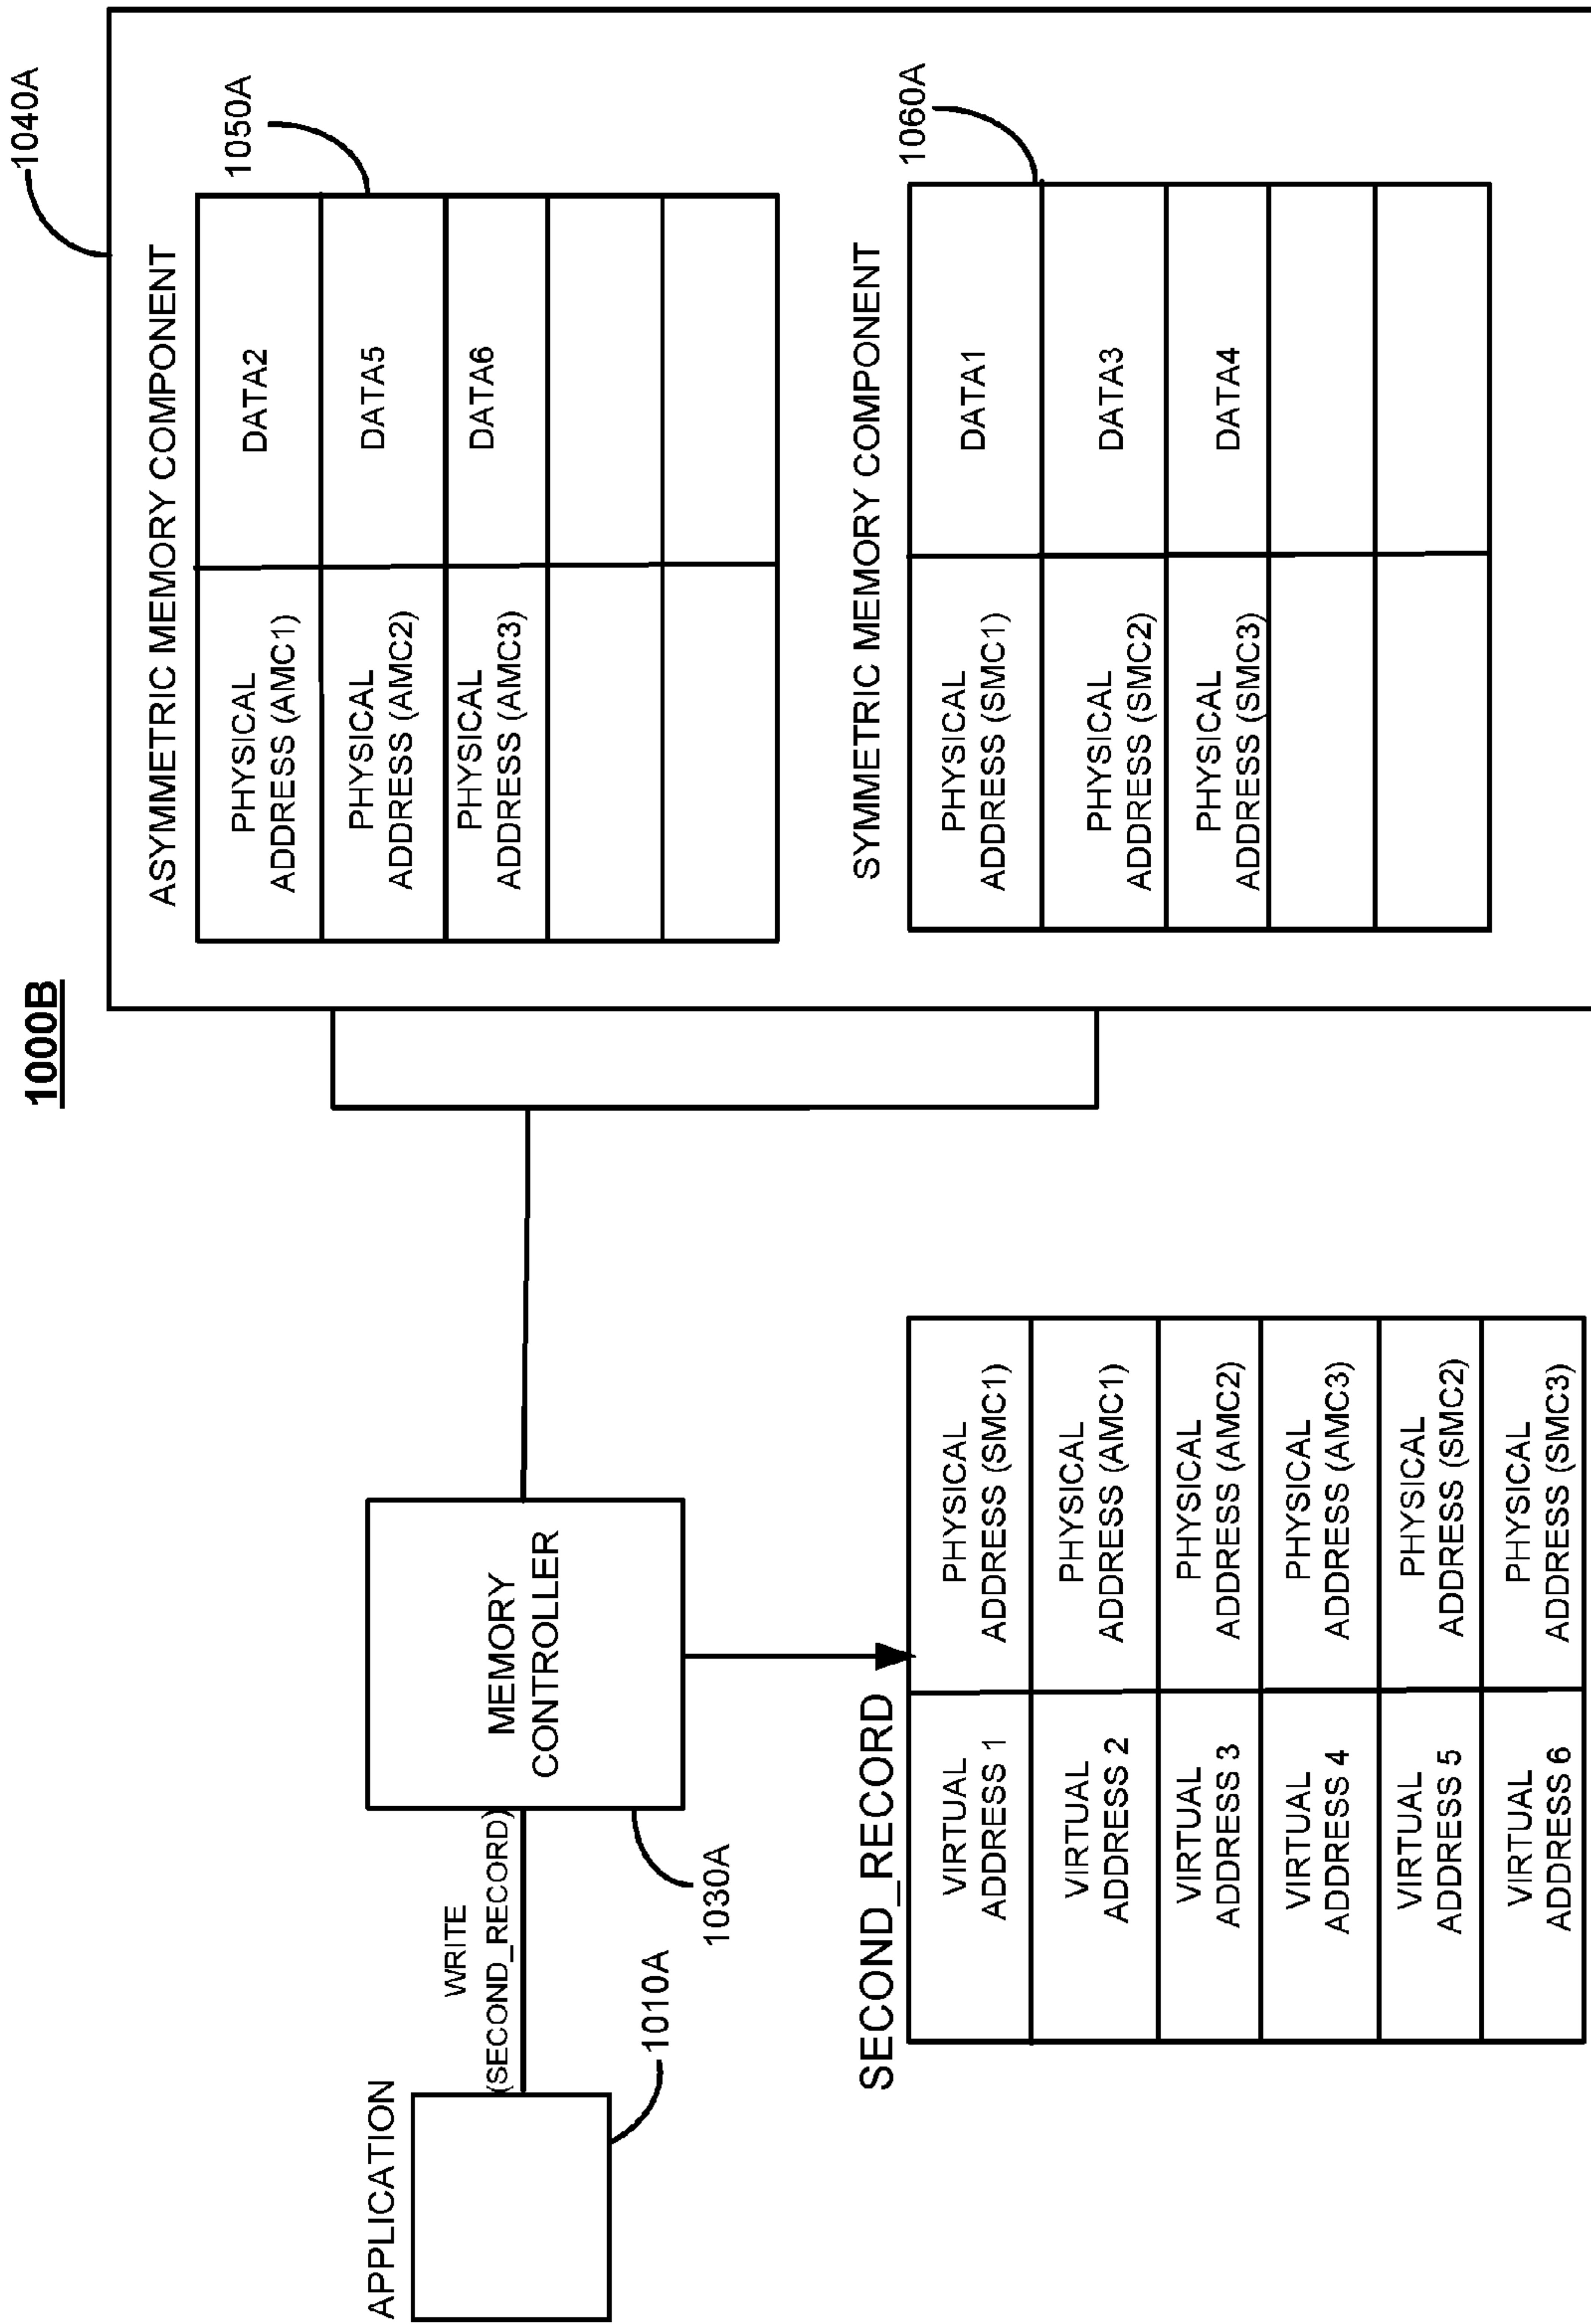 1000B
1040A
ASYMMETRIC MEMORY COMPONENT
PHYSICAL
ADDRESS (AMC1)
DATA2
PHYSICAL
ADDRESS (AMC2)
DATA5
PHYSICAL
ADDRESS (AMC3)
DATA6
1050A
SYMMETRIC MEMORY COMPONENT
PHYSICAL
ADDRESS (SMC1)
DATA1
PHYSICAL
ADDRESS (SMC2)
DATA3
PHYSICAL
ADDRESS (SMC3)
DATA4
1060A
APPLICATION
1010A
WRITE
(SECOND_RECORD)
MEMORY
CONTROLLER
1030A
SECOND_RECORD
VIRTUAL
ADDRESS 1
PHYSICAL
ADDRESS (SMC1)
VIRTUAL
ADDRESS 2
PHYSICAL
ADDRESS (AMC1)
VIRTUAL
ADDRESS 3
PHYSICAL
ADDRESS (AMC2)
VIRTUAL
ADDRESS 4
PHYSICAL
ADDRESS (AMC3)
VIRTUAL
ADDRESS 5
PHYSICAL
ADDRESS (SMC2)
VIRTUAL
ADDRESS 6
PHYSICAL
ADDRESS (SMC3)